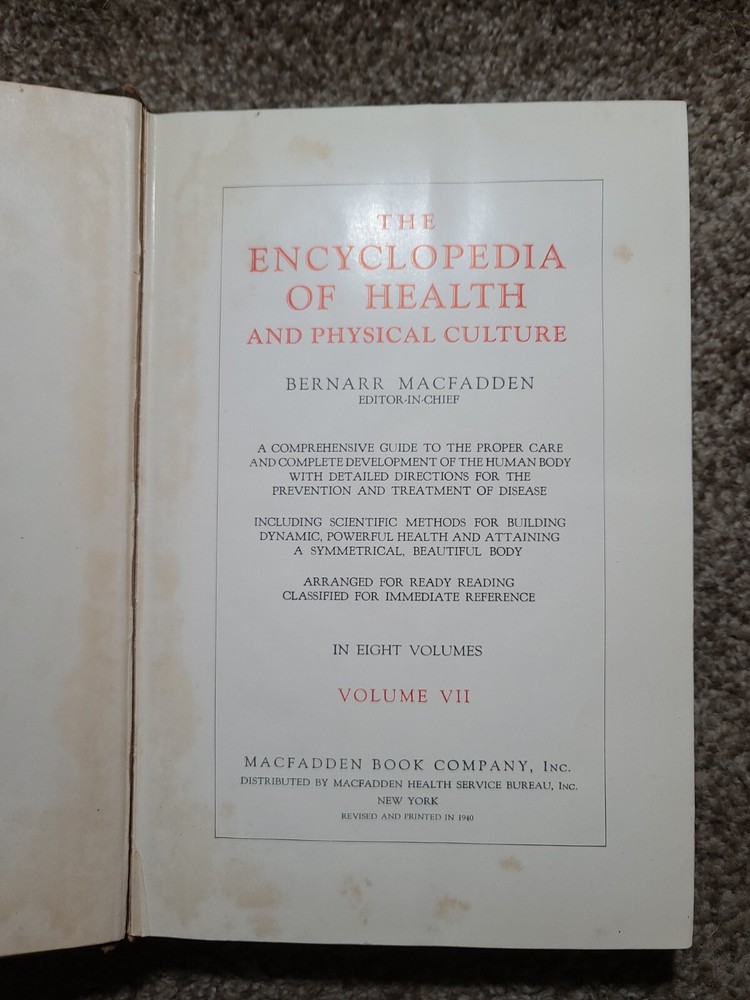 THE
ENCYCLOPEDIA
OF HEALTH
AND PHYSICAL CULTURE
BERNARR MACFADDEN
EDITOR-IN-CHIEF
A COMPREHENSIVE GUIDE TO THE PROPER CARE
AND COMPLETE DEVELOPMENT OF THE HUMAN BODY
WITH DETAILED DIRECTIONS FOR THE
PREVENTION AND TREATMENT OF DISEASE
INCLUDING SCIENTIFIC METHODS FOR BUILDING
DYNAMIC, POWERFUL HEALTH AND ATTAINING
A SYMMETRICAL, BEAUTIFUL BODY
ARRANGED FOR READY READING
CLASSIFIED FOR IMMEDIATE REFERENCE
IN EIGHT VOLUMES
VOLUME VII
MACFADDEN BOOK COMPANY, INC.
DISTRIBUTED BY MACFADDEN HEALTH SERVICE BUREAU, INC.
NEW YORK
REVISED AND PRINTED IN 1940